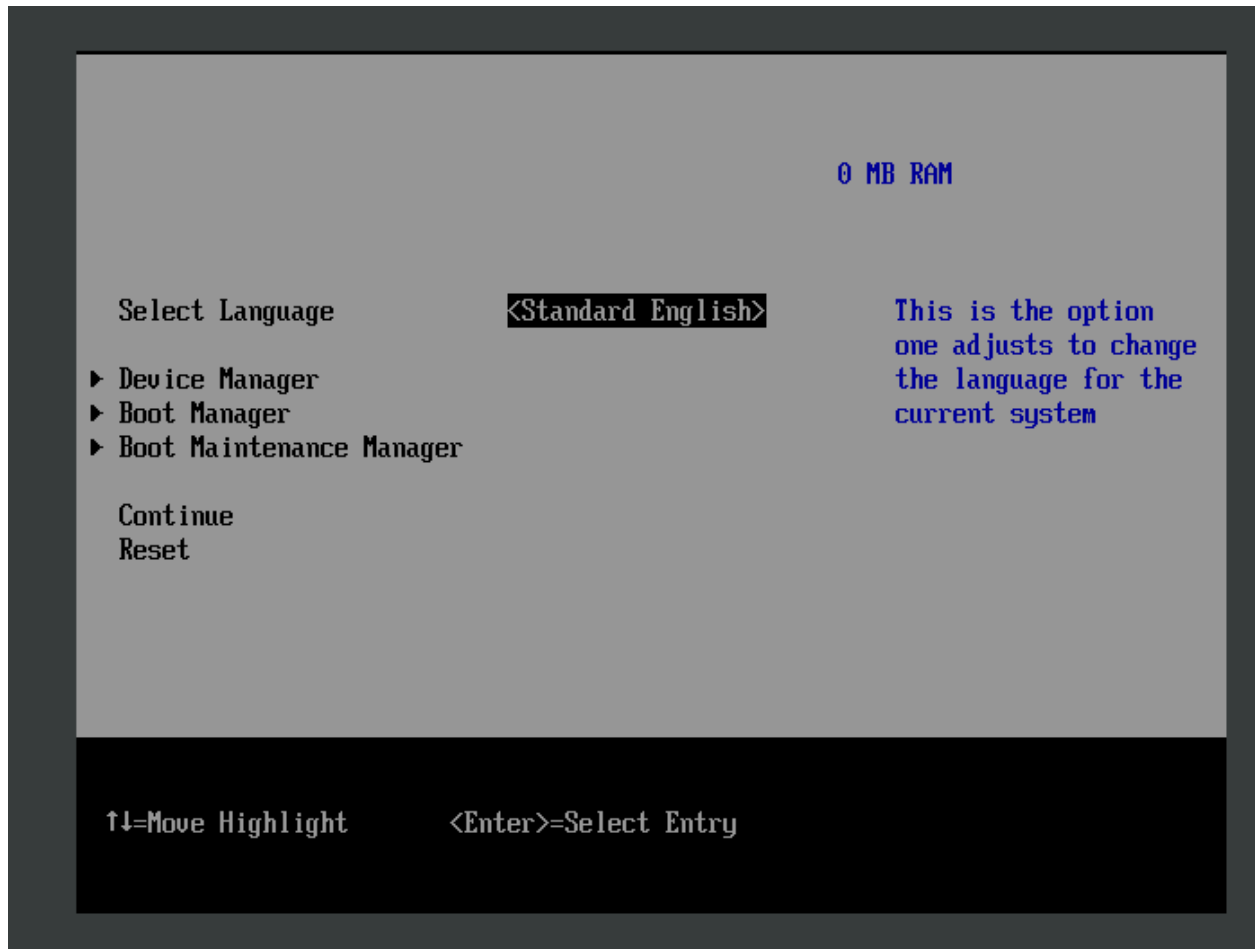 0 MB RAM
Select Language <Standard English>
This is the option
one adjusts to change
the language for the
current system
▶ Device Manager
▶ Boot Manager
▶ Boot Maintenance Manager
Continue
Reset
↑↓=Move Highlight <Enter>=Select Entry